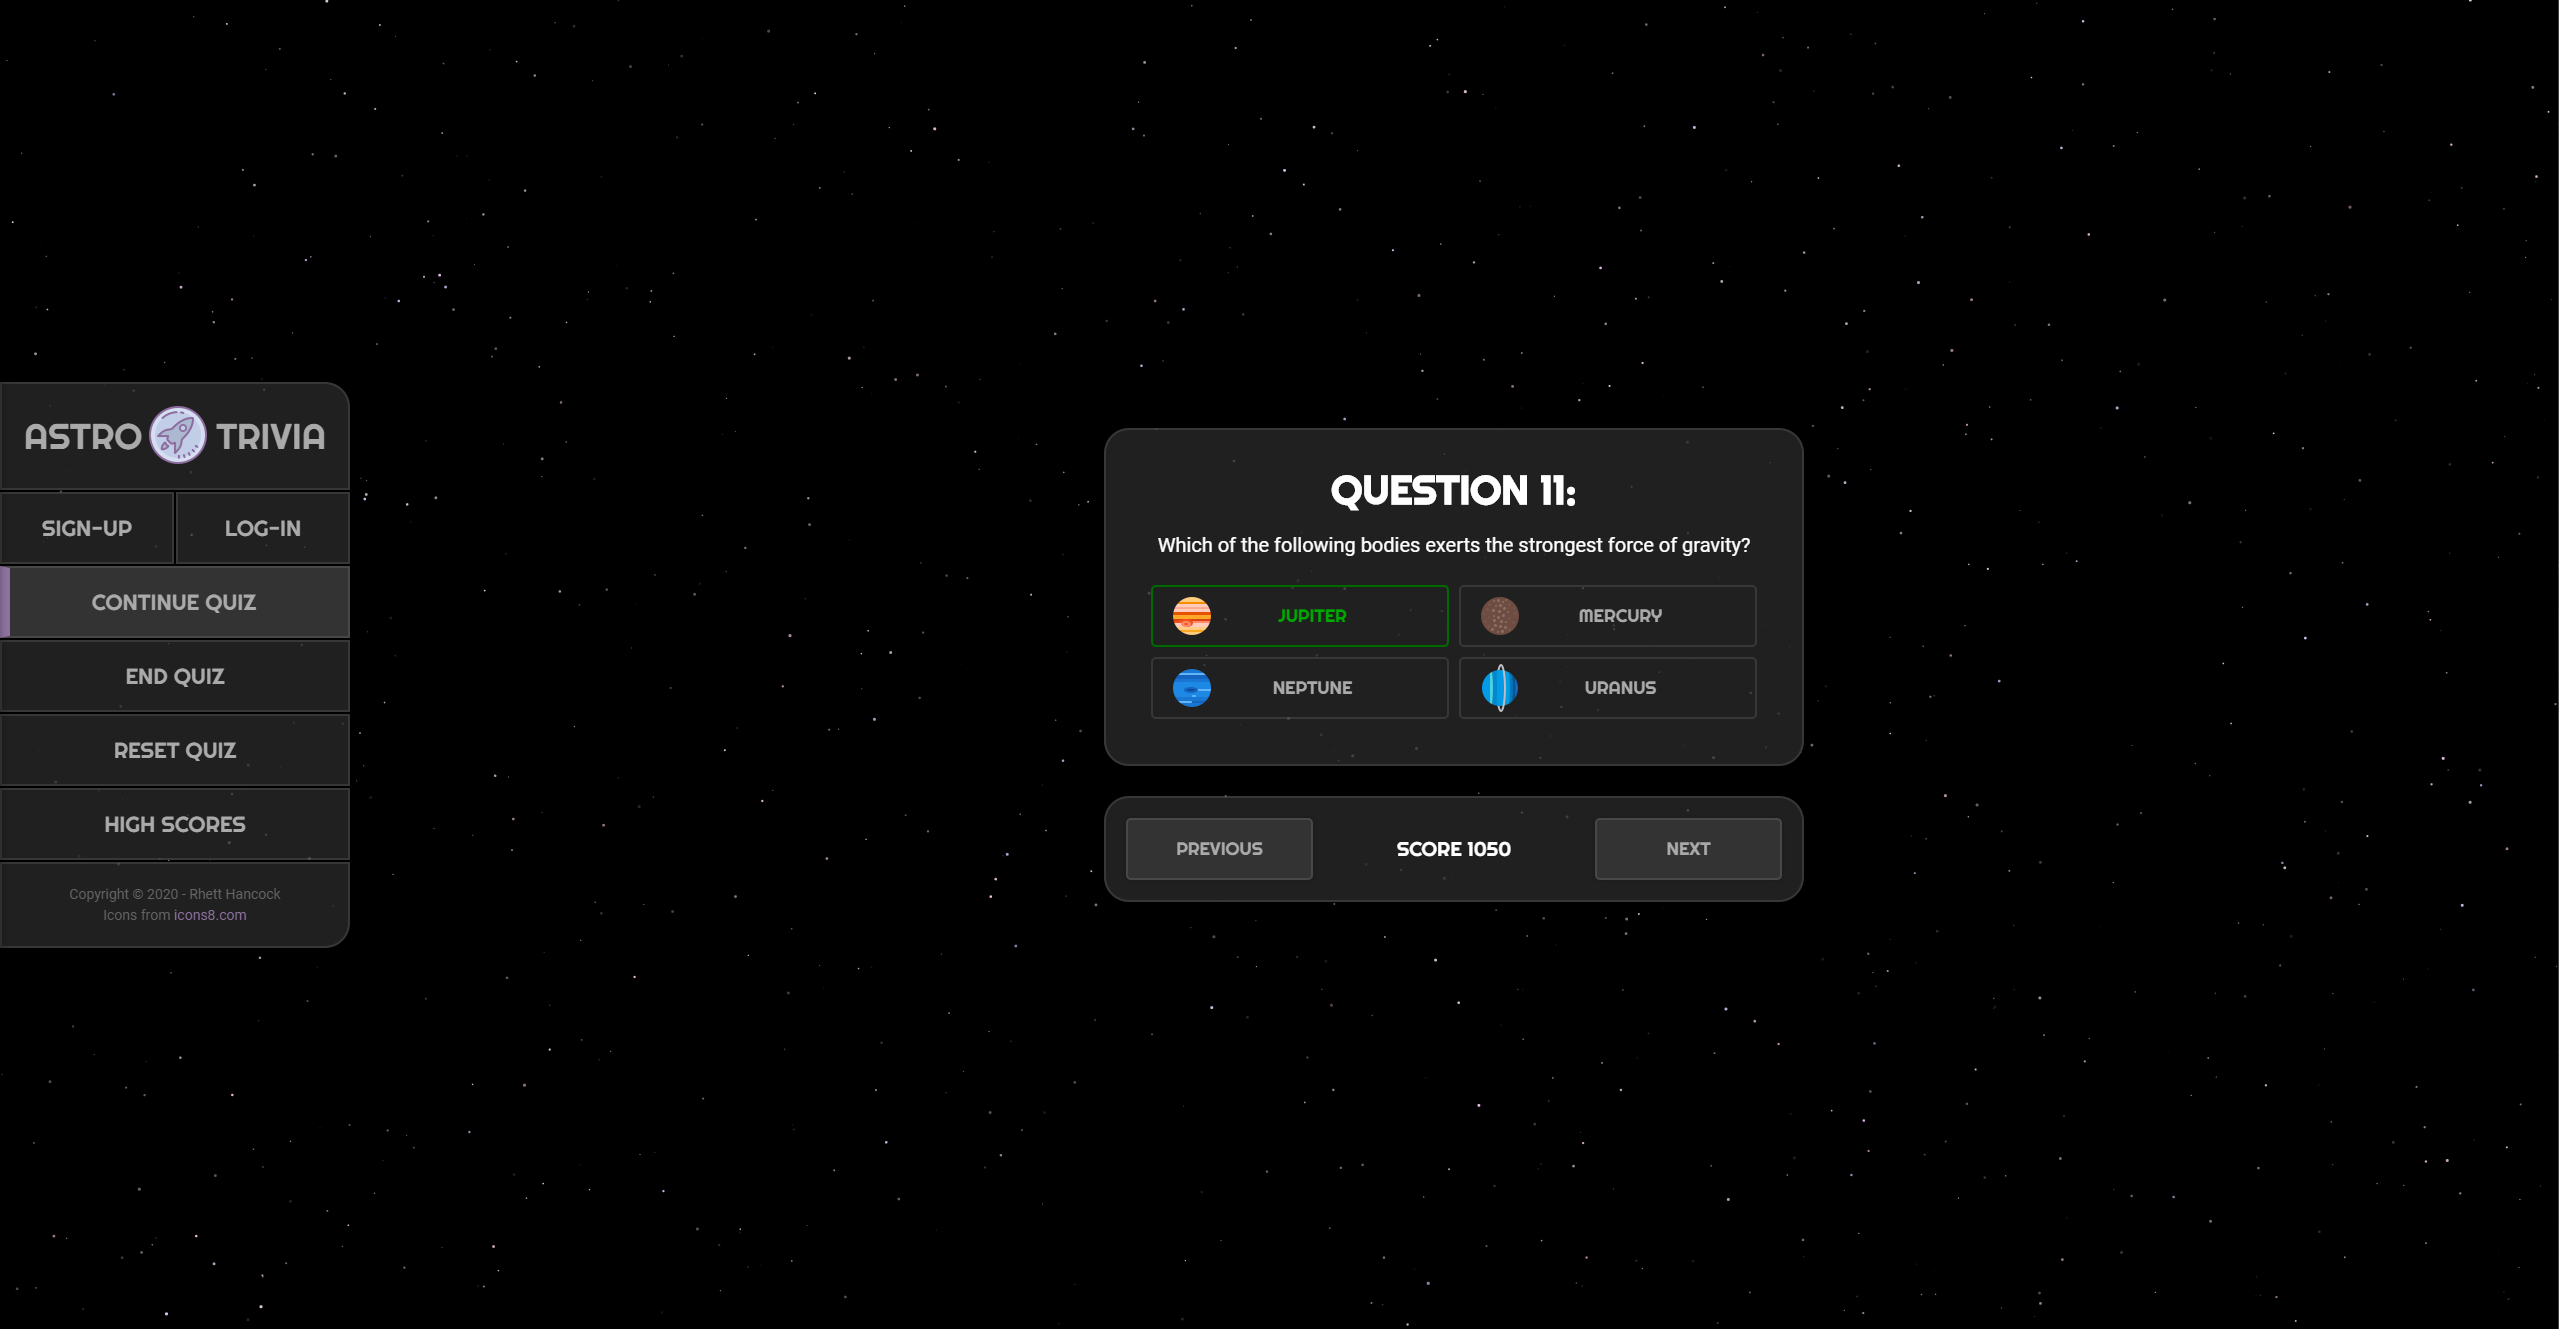 ASTRO TRIVIA
SIGN-UP
LOG-IN
CONTINUE QUIZ
END QUIZ
RESET QUIZ
HIGH SCORES
Copyright © 2020 - Rhett Hancock
Icons from icons8.com
QUESTION 11:
Which of the following bodies exerts the strongest force of gravity?
JUPITER
MERCURY
NEPTUNE
URANUS
PREVIOUS
SCORE 1050
NEXT